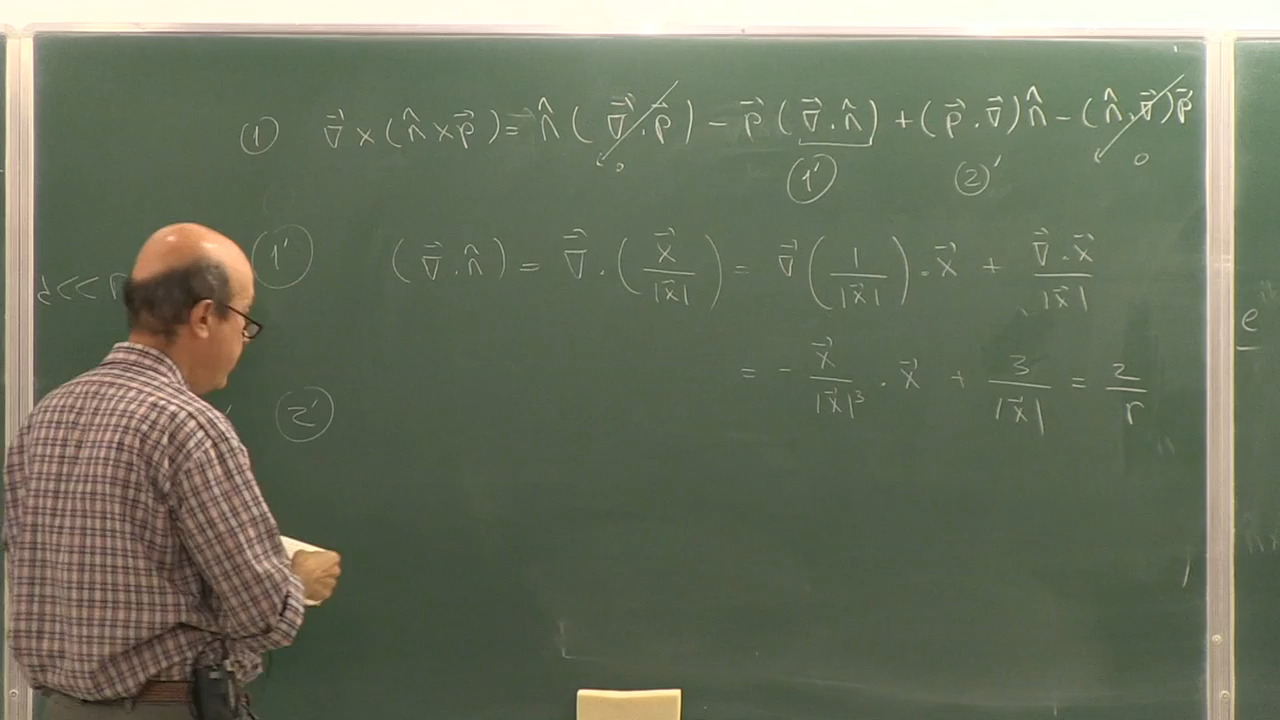 ① ∇⃗ × (n̂ × p⃗) = n̂ (∇⃗ · p⃗) − p⃗ (∇⃗ · n̂) + (p⃗ · ∇⃗) n̂ − (n̂ · ∇⃗) p⃗
0 1' 2' 0
1' (∇⃗ · n̂) = ∇⃗ · (x⃗ / |x⃗|) = ∇⃗ (1 / |x⃗|) · x⃗ + ∇⃗ · x⃗ / |x⃗|
d <<
e
= − x⃗ / |x⃗|³ · x⃗ + 3 / |x⃗| = 2 / r
2'